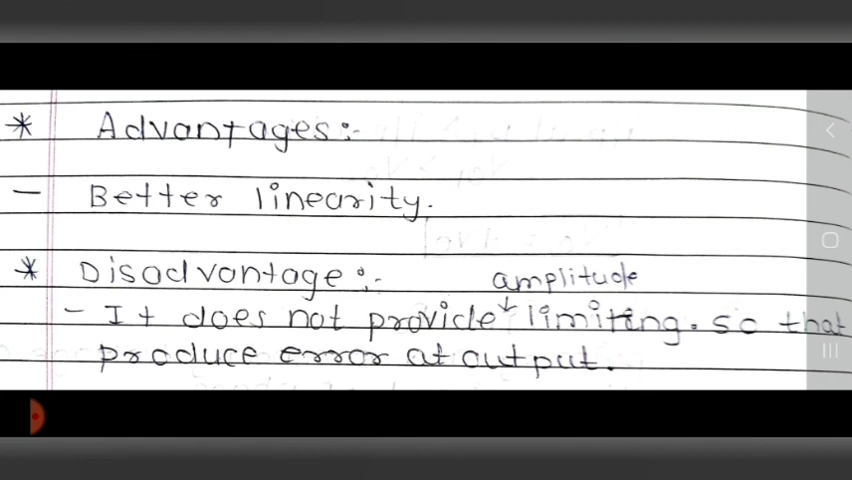 * Advantages :-
- Better linearity.
* Disadvantage :-
amplitude
- It does not provide ↓ limiting. so that
produce error at output.